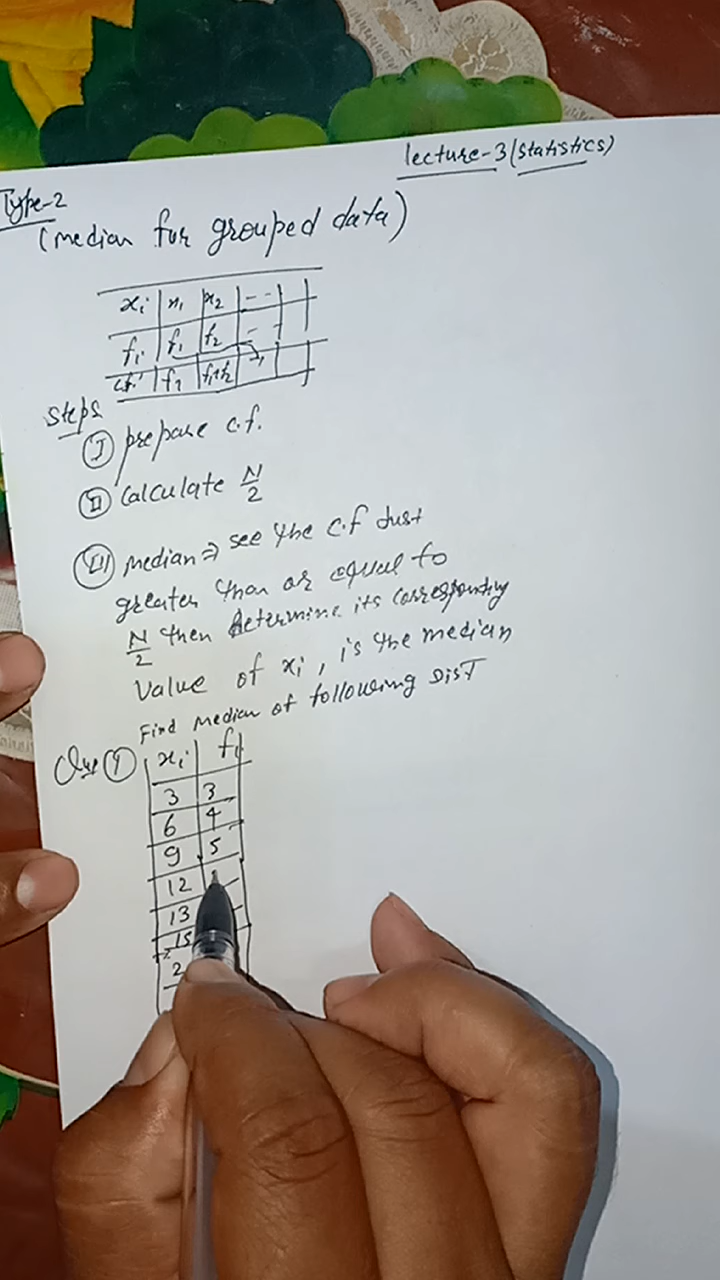 lecture-3(Statistics)
Type-2
(median for grouped data)
xi | x1 | x2 | -- 
fi | f1 | f2 | --
cf | f1 | f1+f2
Steps
I prepare c.f.
II Calculate N/2
III median ⇒ see the c.f Just
greater than or equal to
N/2 then determine its corresponding
value of xi, is the median
Find Median of following DisT
Que 1
xi | fi
3 | 3
6 | 4
9 | 5
12
13
15
2